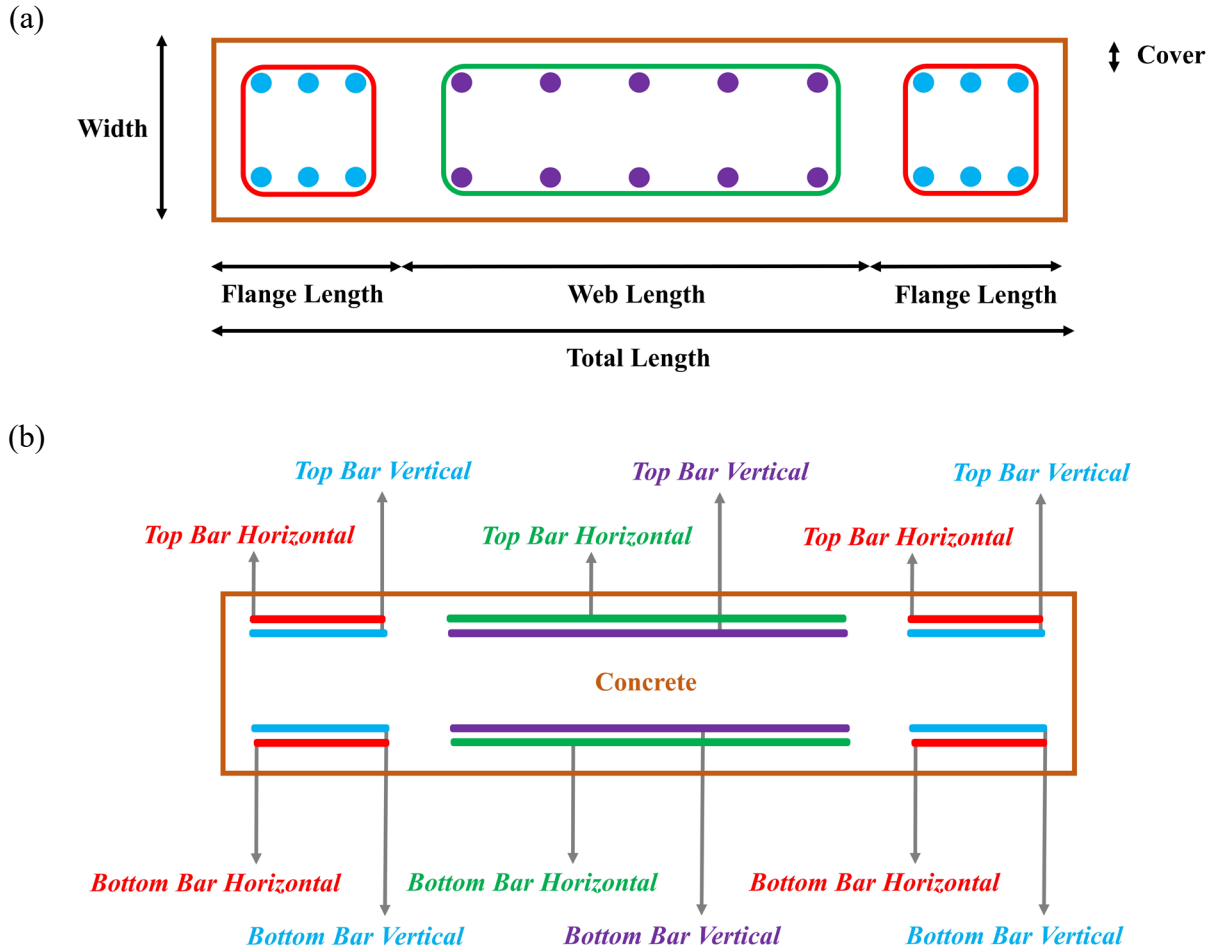 (a)
Cover
Width
Flange Length
Web Length
Flange Length
Total Length
(b)
Top Bar Vertical
Top Bar Vertical
Top Bar Vertical
Top Bar Horizontal
Top Bar Horizontal
Top Bar Horizontal
Concrete
Bottom Bar Horizontal
Bottom Bar Horizontal
Bottom Bar Horizontal
Bottom Bar Vertical
Bottom Bar Vertical
Bottom Bar Vertical